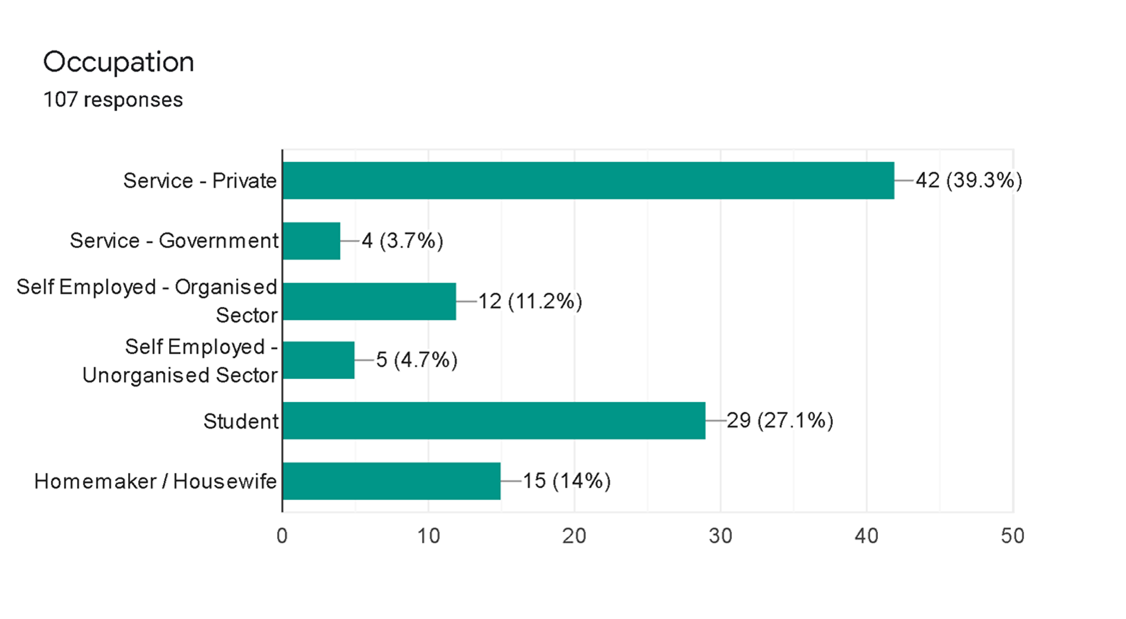 Occupation
107 responses
Service - Private
42 (39.3%)
Service - Government
4 (3.7%)
Self Employed - Organised
Sector
12 (11.2%)
Self Employed -
Unorganised Sector
5 (4.7%)
Student
29 (27.1%)
Homemaker / Housewife
15 (14%)
0 10 20 30 40 50